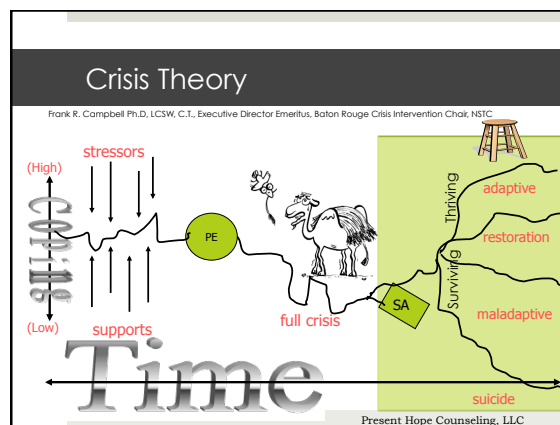 Crisis Theory
Frank R. Campbell Ph.D, LCSW, C.T., Executive Director Emeritus, Baton Rouge Crisis Intervention Chair, NSTC
stressors
(High)
Coping
(Low)
supports
PE
full crisis
SA
Thriving
Surviving
adaptive
restoration
maladaptive
suicide
Time
Present Hope Counseling, LLC